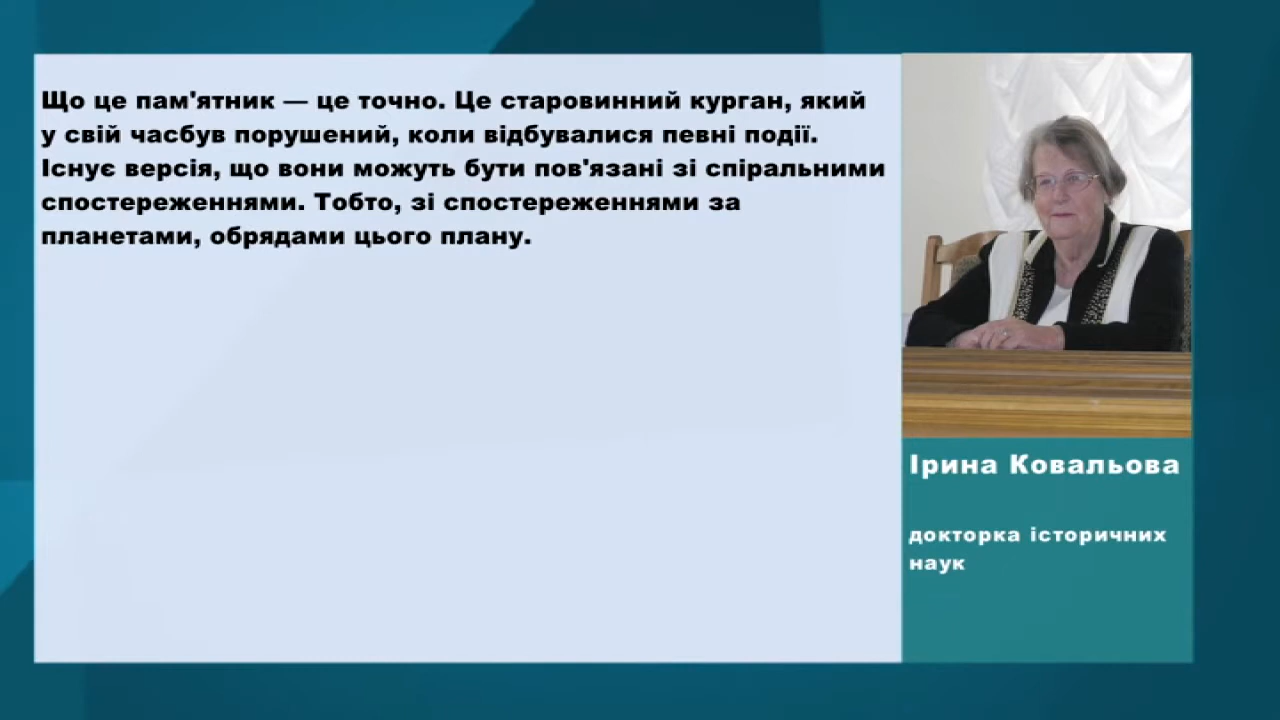 Що це пам'ятник — це точно. Це старовинний курган, який
у свій часбув порушений, коли відбувалися певні події.
Існує версія, що вони можуть бути пов'язані зі спіральними
спостереженнями. Тобто, зі спостереженнями за
планетами, обрядами цього плану.
Ірина Ковальова
докторка історичних
наук